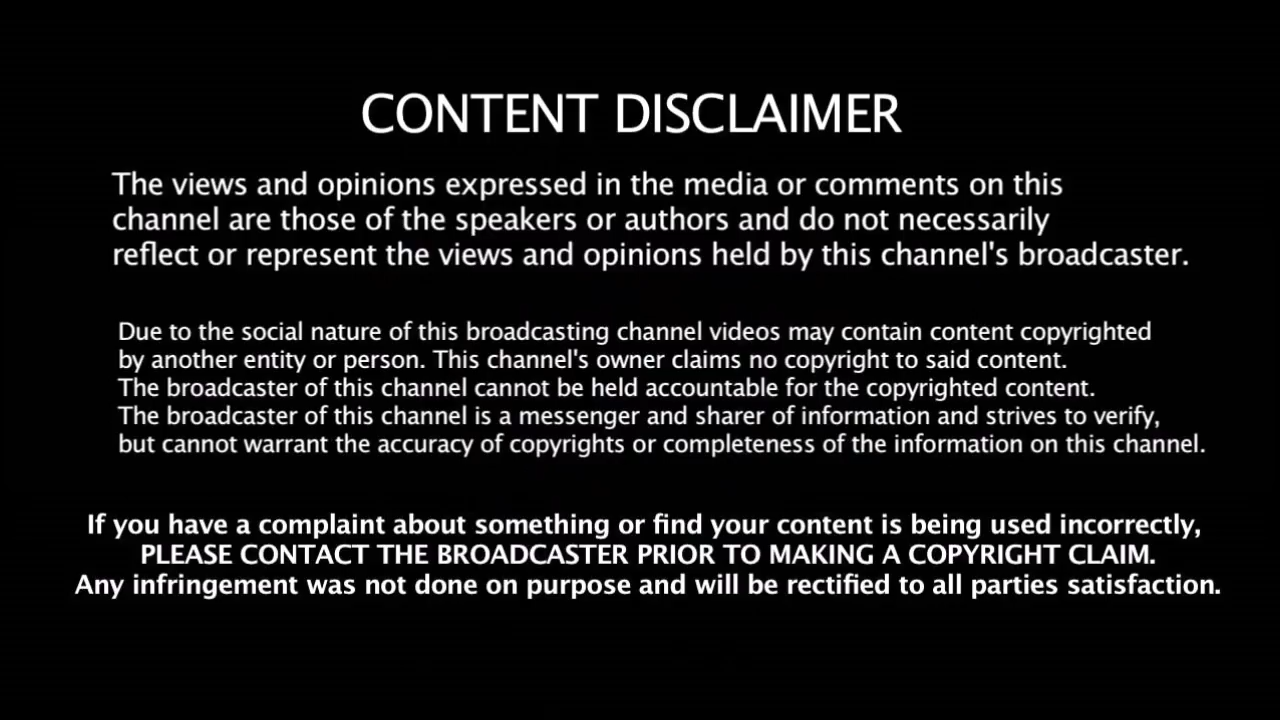 CONTENT DISCLAIMER
The views and opinions expressed in the media or comments on this
channel are those of the speakers or authors and do not necessarily
reflect or represent the views and opinions held by this channel's broadcaster.
Due to the social nature of this broadcasting channel videos may contain content copyrighted
by another entity or person. This channel's owner claims no copyright to said content.
The broadcaster of this channel cannot be held accountable for the copyrighted content.
The broadcaster of this channel is a messenger and sharer of information and strives to verify,
but cannot warrant the accuracy of copyrights or completeness of the information on this channel.
If you have a complaint about something or find your content is being used incorrectly,
PLEASE CONTACT THE BROADCASTER PRIOR TO MAKING A COPYRIGHT CLAIM.
Any infringement was not done on purpose and will be rectified to all parties satisfaction.